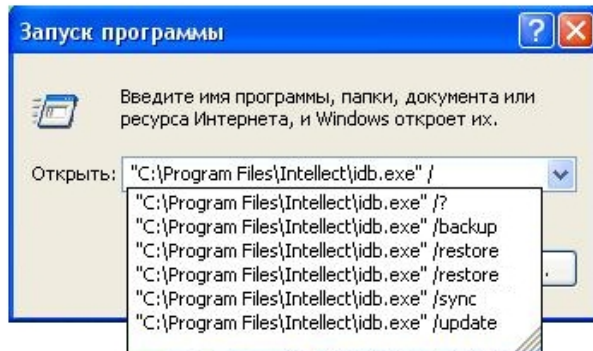 Запуск программы
Введите имя программы, папки, документа или
ресурса Интернета, и Windows откроет их.
Открыть: "C:\Program Files\Intellect\idb.exe" /
"C:\Program Files\Intellect\idb.exe" /?
"C:\Program Files\Intellect\idb.exe" /backup
"C:\Program Files\Intellect\idb.exe" /restore
"C:\Program Files\Intellect\idb.exe" /restore
"C:\Program Files\Intellect\idb.exe" /sync
"C:\Program Files\Intellect\idb.exe" /update